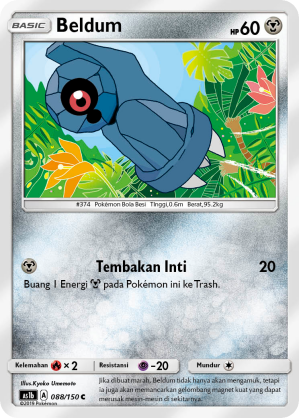 BASIC Beldum HP60
#374 Pokémon Bola Besi Tinggi,0.6m Berat,95.2kg
Tembakan Inti 20
Buang 1 Energi pada Pokémon ini ke Trash.
Kelemahan × 2 Resistansi -20 Mundur
Illus.Kyoko Umemoto
as1b A 088/150 C
©2019 Pokémon
Jika diserang musuh, Beldum tidak hanya akan mengamuk, tetapi
ia juga akan memancarkan gelombang magnet kuat yang dapat
merusak mesin-mesin di sekitarnya.